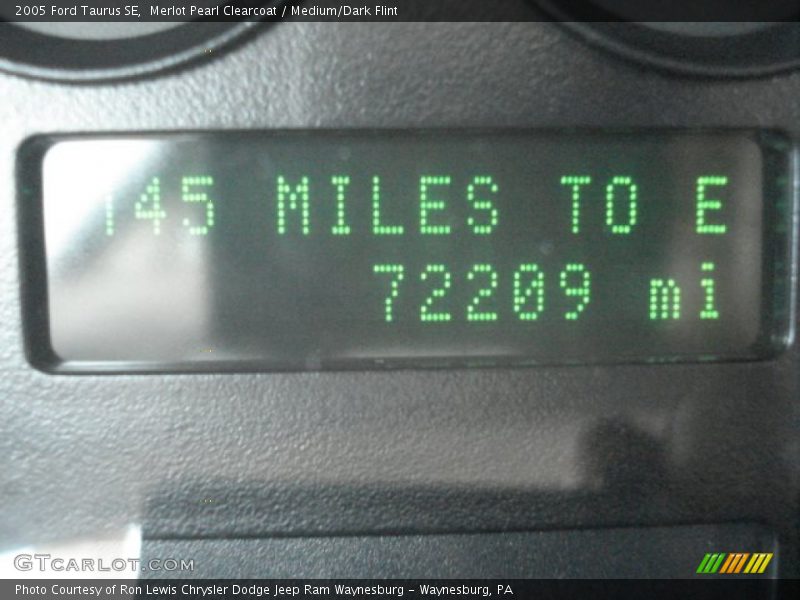 2005 Ford Taurus SE, Merlot Pearl Clearcoat / Medium/Dark Flint
145 MILES TO E
72209 mi
GTCARLOT.COM
Photo Courtesy of Ron Lewis Chrysler Dodge Jeep Ram Waynesburg - Waynesburg, PA